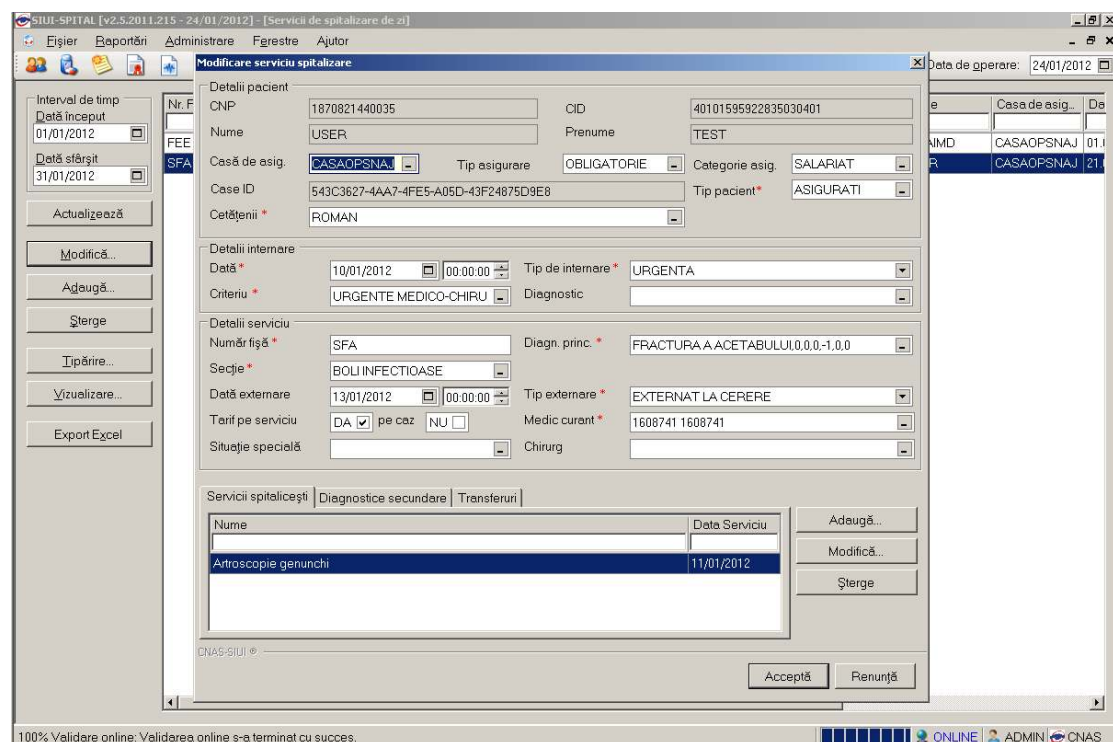 SIUI-SPITAL [v2.5.2011.215 - 24/01/2012] - [Servicii de spitalizare de zi]
Fișier Raportări Administrare Ferestre Ajutor
Data de operare: 24/01/2012
Interval de timp
Dată început
01/01/2012
Dată sfârșit
31/01/2012
Actualizează
Modifică...
Adaugă...
Șterge
Tipărire...
Vizualizare...
Export Excel
Nr. F
FEE
SFA
Casa de asig...
CASAOPSNAJ
CASAOPSNAJ
Modificare serviciu spitalizare
Detalii pacient
CNP 1870821440035 CID 40101595922835030401
Nume USER Prenume TEST
Casă de asig. CASAOPSNAJ Tip asigurare OBLIGATORIE Categorie asig. SALARIAT
Case ID 543C3627-4AA7-4FE5-A05D-43F24875D9E8 Tip pacient* ASIGURATI
Cetățenii * ROMAN
Detalii internare
Dată * 10/01/2012 00:00:00 Tip de internare * URGENTA
Criteriu * URGENTE MEDICO-CHIRU Diagnostic
Detalii serviciu
Număr fișă * SFA Diagn. princ. * FRACTURA A ACETABULUI,0,0,0,-1,0,0
Secție * BOLI INFECTIOASE
Dată externare 13/01/2012 00:00:00 Tip externare * EXTERNAT LA CERERE
Tarif pe serviciu DA pe caz NU Medic curant * 1608741 1608741
Situație specială Chirurg
Servicii spitalicești Diagnostice secundare Transferuri
Nume Data Serviciu
Artroscopie genunchi 11/01/2012
Adaugă...
Modifică...
Șterge
CNAS-SIUI ®
Acceptă Renunță
100% Validare online: Validarea online s-a terminat cu succes.
ONLINE ADMIN CNAS